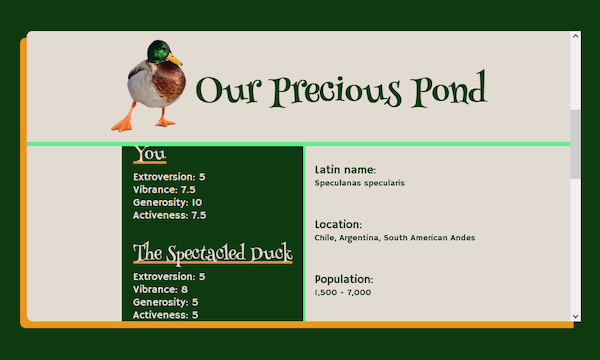 Our Precious Pond
You
Extroversion: 5
Vibrance: 7.5
Generosity: 10
Activeness: 7.5
The Spectacled Duck
Extroversion: 5
Vibrance: 8
Generosity: 5
Activeness: 5
Latin name:
Speculanas specularis
Location:
Chile, Argentina, South American Andes
Population:
1,500 - 7,000